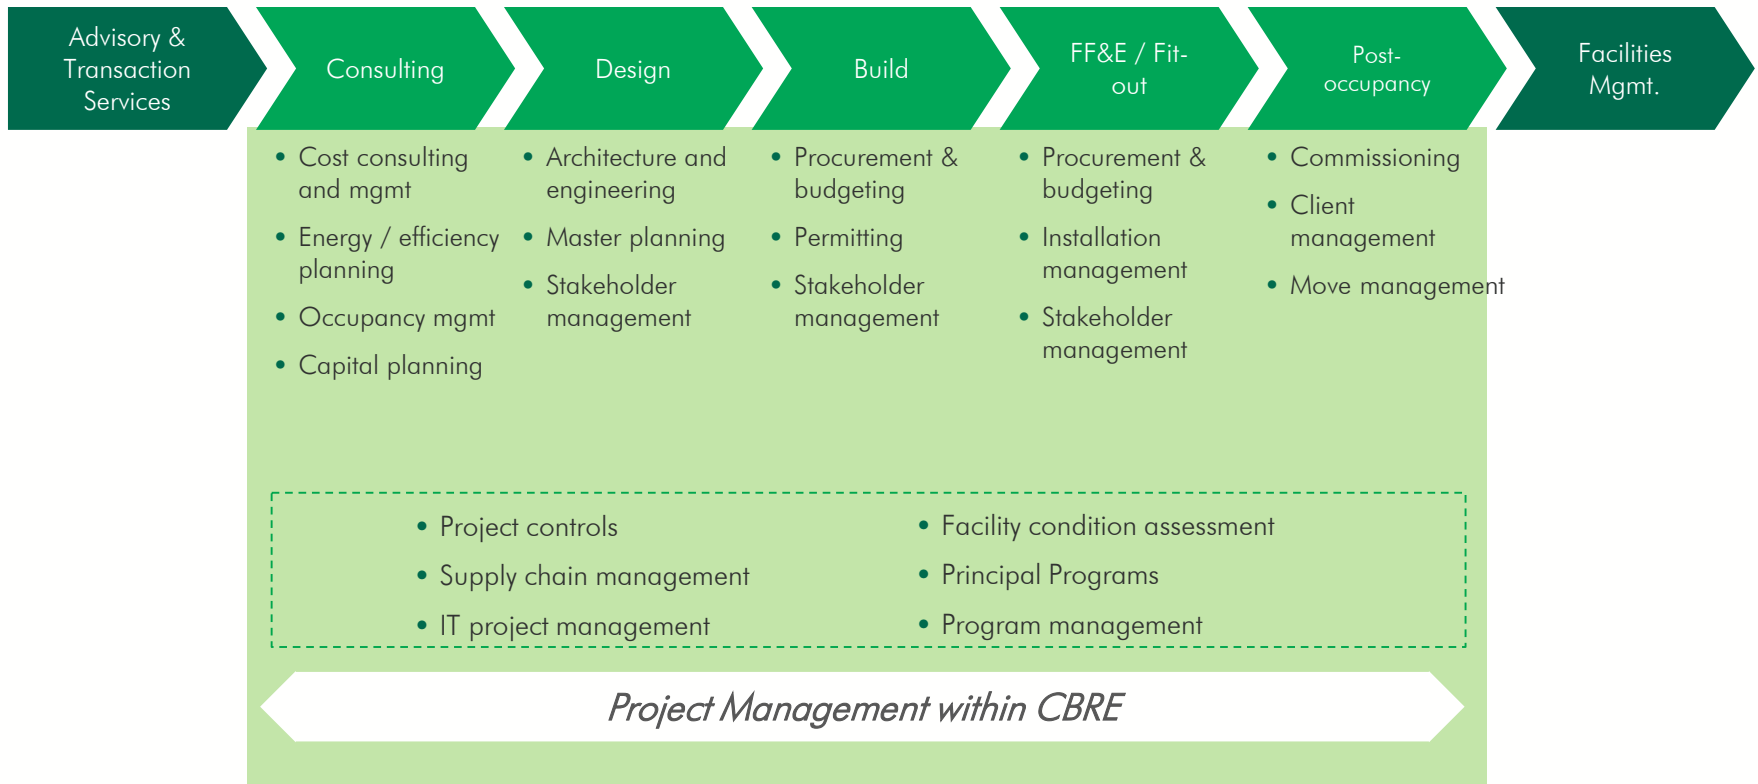 Advisory &
Transaction
Services
Consulting
Design
Build
FF&E / Fit-
out
Post-
occupancy
Facilities
Mgmt.
• Cost consulting
and mgmt
• Energy / efficiency
planning
• Occupancy mgmt
• Capital planning
• Architecture and
engineering
• Master planning
• Stakeholder
management
• Procurement &
budgeting
• Permitting
• Stakeholder
management
• Procurement &
budgeting
• Installation
management
• Stakeholder
management
• Commissioning
• Client
management
• Move management
• Project controls
• Supply chain management
• IT project management
• Facility condition assessment
• Principal Programs
• Program management
Project Management within CBRE